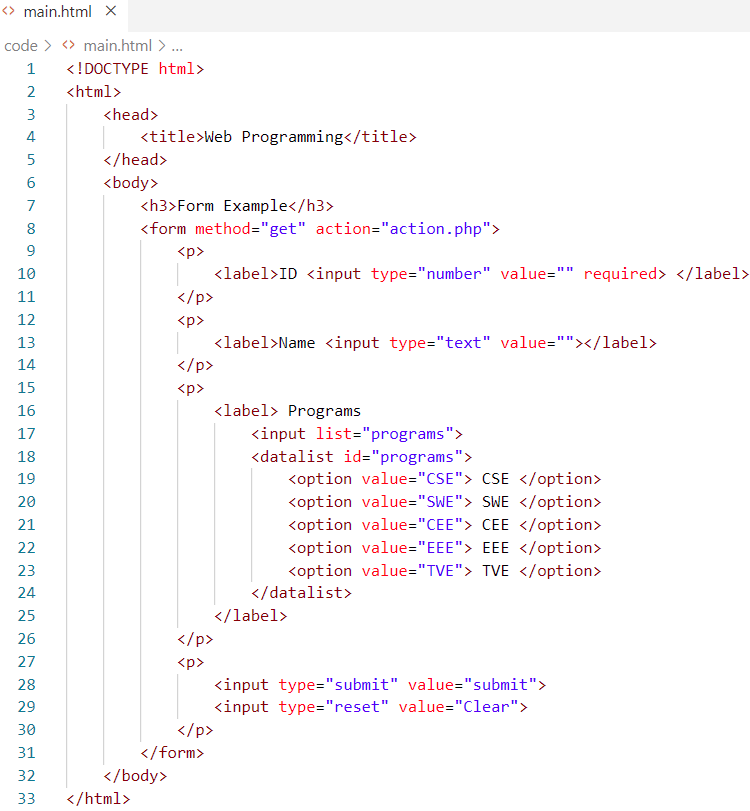 <> main.html ×
code > <> main.html > ...
1 <!DOCTYPE html>
2 <html>
3 <head>
4 <title>Web Programming</title>
5 </head>
6 <body>
7 <h3>Form Example</h3>
8 <form method="get" action="action.php">
9 <p>
10 <label>ID <input type="number" value="" required> </label>
11 </p>
12 <p>
13 <label>Name <input type="text" value=""></label>
14 </p>
15 <p>
16 <label> Programs
17 <input list="programs">
18 <datalist id="programs">
19 <option value="CSE"> CSE </option>
20 <option value="SWE"> SWE </option>
21 <option value="CEE"> CEE </option>
22 <option value="EEE"> EEE </option>
23 <option value="TVE"> TVE </option>
24 </datalist>
25 </label>
26 </p>
27 <p>
28 <input type="submit" value="submit">
29 <input type="reset" value="Clear">
30 </p>
31 </form>
32 </body>
33 </html>